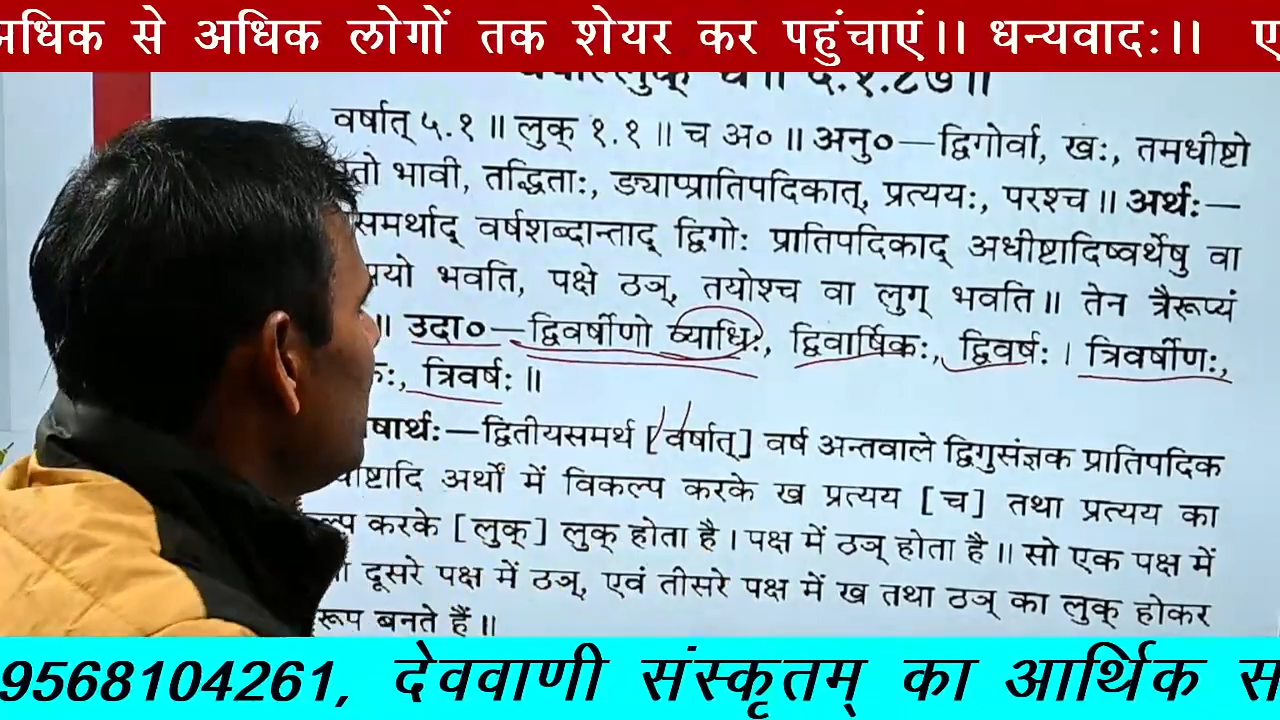 अधिक से अधिक लोगों तक शेयर कर पहुंचाएं।। धन्यवादः।। ए
च॥ ५.१.८७॥
वर्षात् ५.१ ॥ लुक् १.१ ॥ च अ० ॥ अनु०—द्विगोर्वा, खः, तमधीष्टो
तो भावी, तद्धिताः, ङ्याप्प्रातिपदिकात्, प्रत्ययः, परश्च ॥ अर्थः—
समर्थाद् वर्षशब्दान्ताद् द्विगोः प्रातिपदिकाद् अधीष्टादिष्वर्थेषु वा
यो भवति, पक्षे ठञ्, तयोश्च वा लुग् भवति ॥ तेन त्रैरूप्यं
॥ उदा०—द्विवर्षीणो व्याधिः, द्विवार्षिकः, द्विवर्षः । त्रिवर्षीणः,
कः, त्रिवर्षः ॥
षार्थः—द्वितीयसमर्थ [वर्षात्] वर्ष अन्तवाले द्विगुसंज्ञक प्रातिपदिक
ष्टादि अर्थों में विकल्प करके ख प्रत्यय [च] तथा प्रत्यय का
ल्प करके [लुक्] लुक् होता है । पक्ष में ठञ् होता है ॥ सो एक पक्ष में
दूसरे पक्ष में ठञ्, एवं तीसरे पक्ष में ख तथा ठञ् का लुक् होकर
रूप बनते हैं ॥
9568104261, देववाणी संस्कृतम् का आर्थिक स